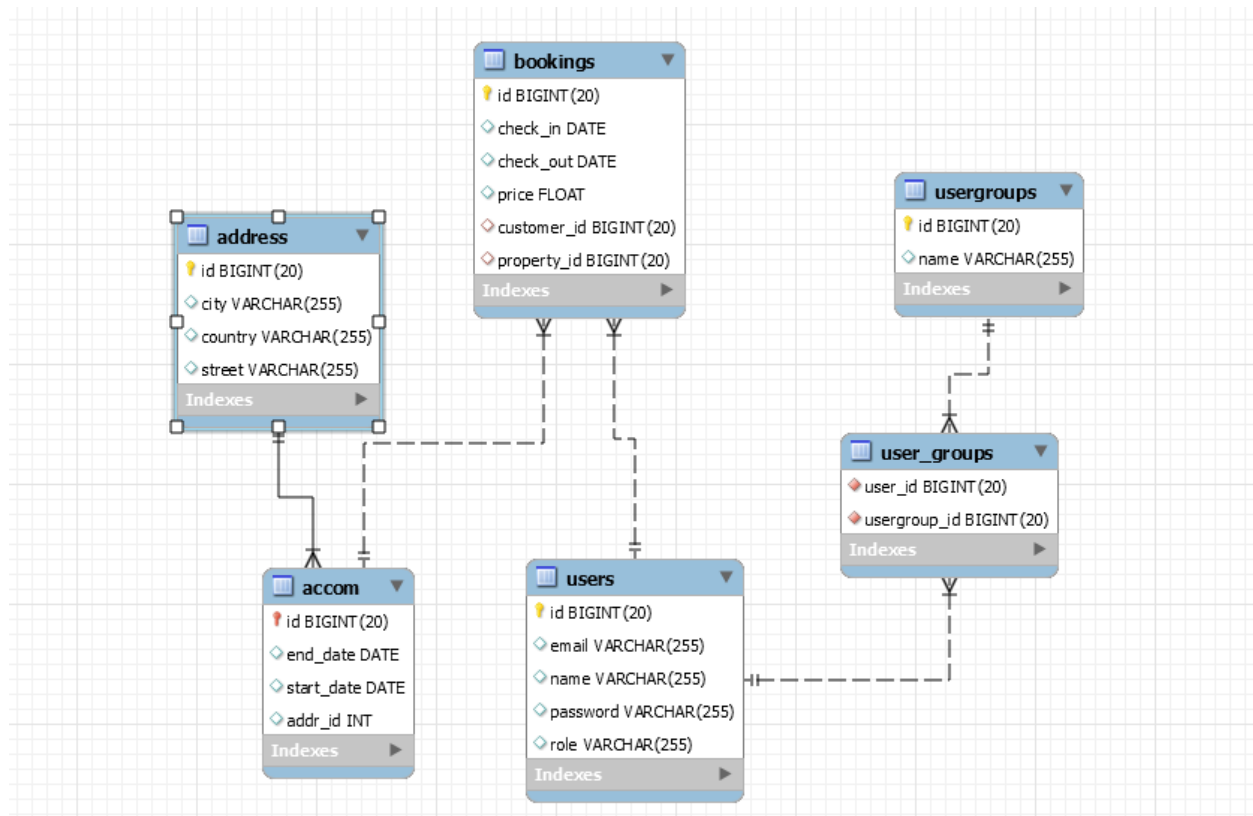 bookings
id BIGINT(20)
check_in DATE
check_out DATE
price FLOAT
customer_id BIGINT(20)
property_id BIGINT(20)
Indexes
usergroups
id BIGINT(20)
name VARCHAR(255)
Indexes
address
id BIGINT(20)
city VARCHAR(255)
country VARCHAR(255)
street VARCHAR(255)
Indexes
user_groups
user_id BIGINT(20)
usergroup_id BIGINT(20)
Indexes
accom
id BIGINT(20)
end_date DATE
start_date DATE
addr_id INT
Indexes
users
id BIGINT(20)
email VARCHAR(255)
name VARCHAR(255)
password VARCHAR(255)
role VARCHAR(255)
Indexes